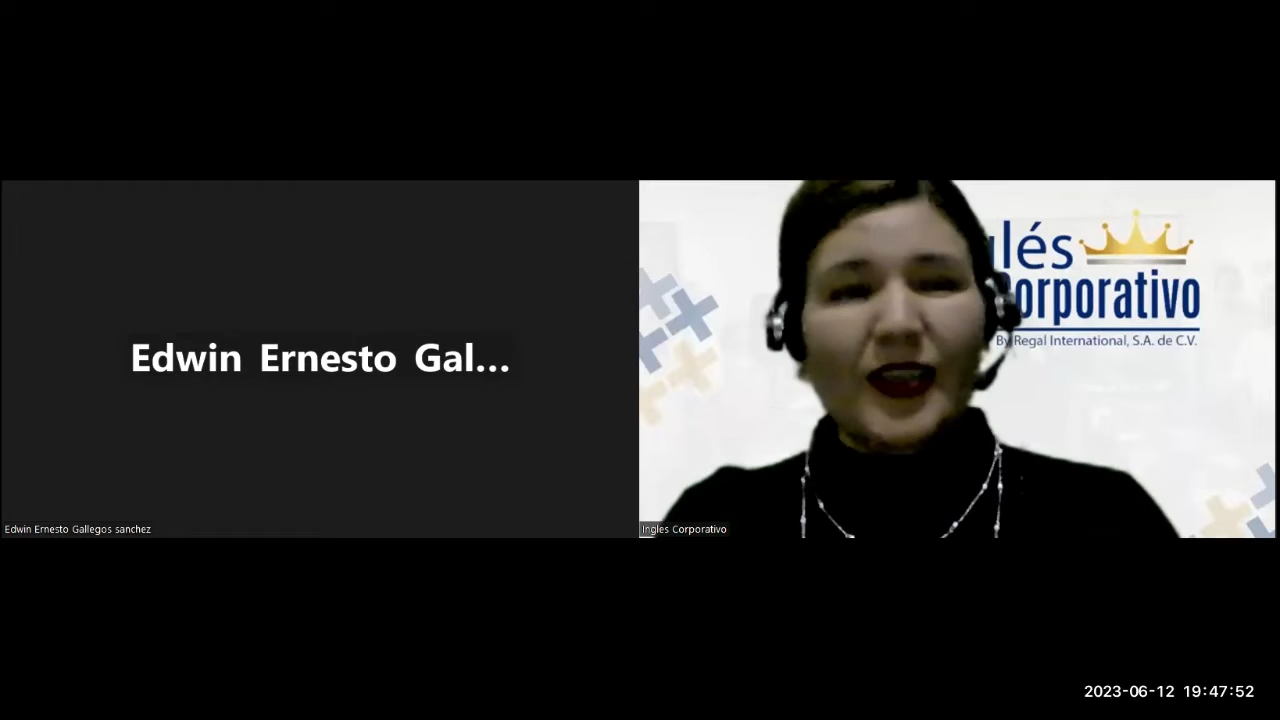 Edwin Ernesto Gal...
Edwin Ernesto Gallegos sanchez
lés
orporativo
By Regal International, S.A. de C.V.
Ingles Corporativo
2023-06-12 19:47:52